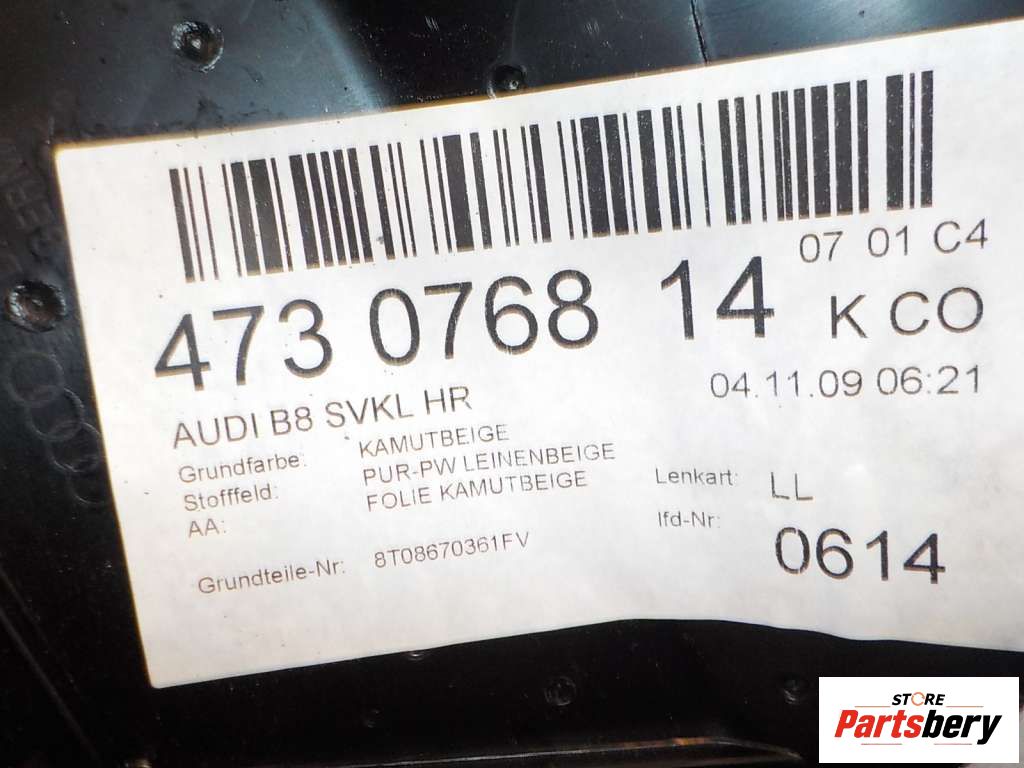 07 01 C4
473 0768 14 K CO
04.11.09 06:21
AUDI B8 SVKL HR
Grundfarbe: KAMUTBEIGE
Stofffeld: PUR-PW LEINENBEIGE
AA: FOLIE KAMUTBEIGE
Lenkart: LL
lfd-Nr: 0614
Grundteile-Nr: 8T08670361FV
STORE
Partsbery